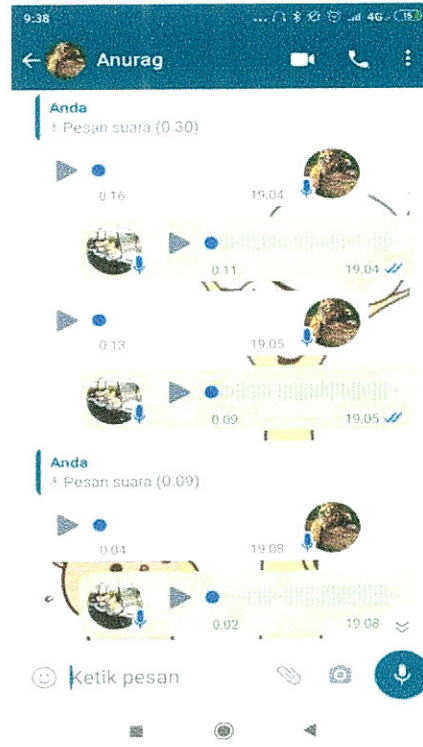 9:38
4G
15
Anurag
Anda
Pesan suara (0.30)
0.16 19.04
0.11 19.04
0.13 19.05
0.09 19.05
Anda
Pesan suara (0.09)
0.04 19.08
0.02 19.08
Ketik pesan